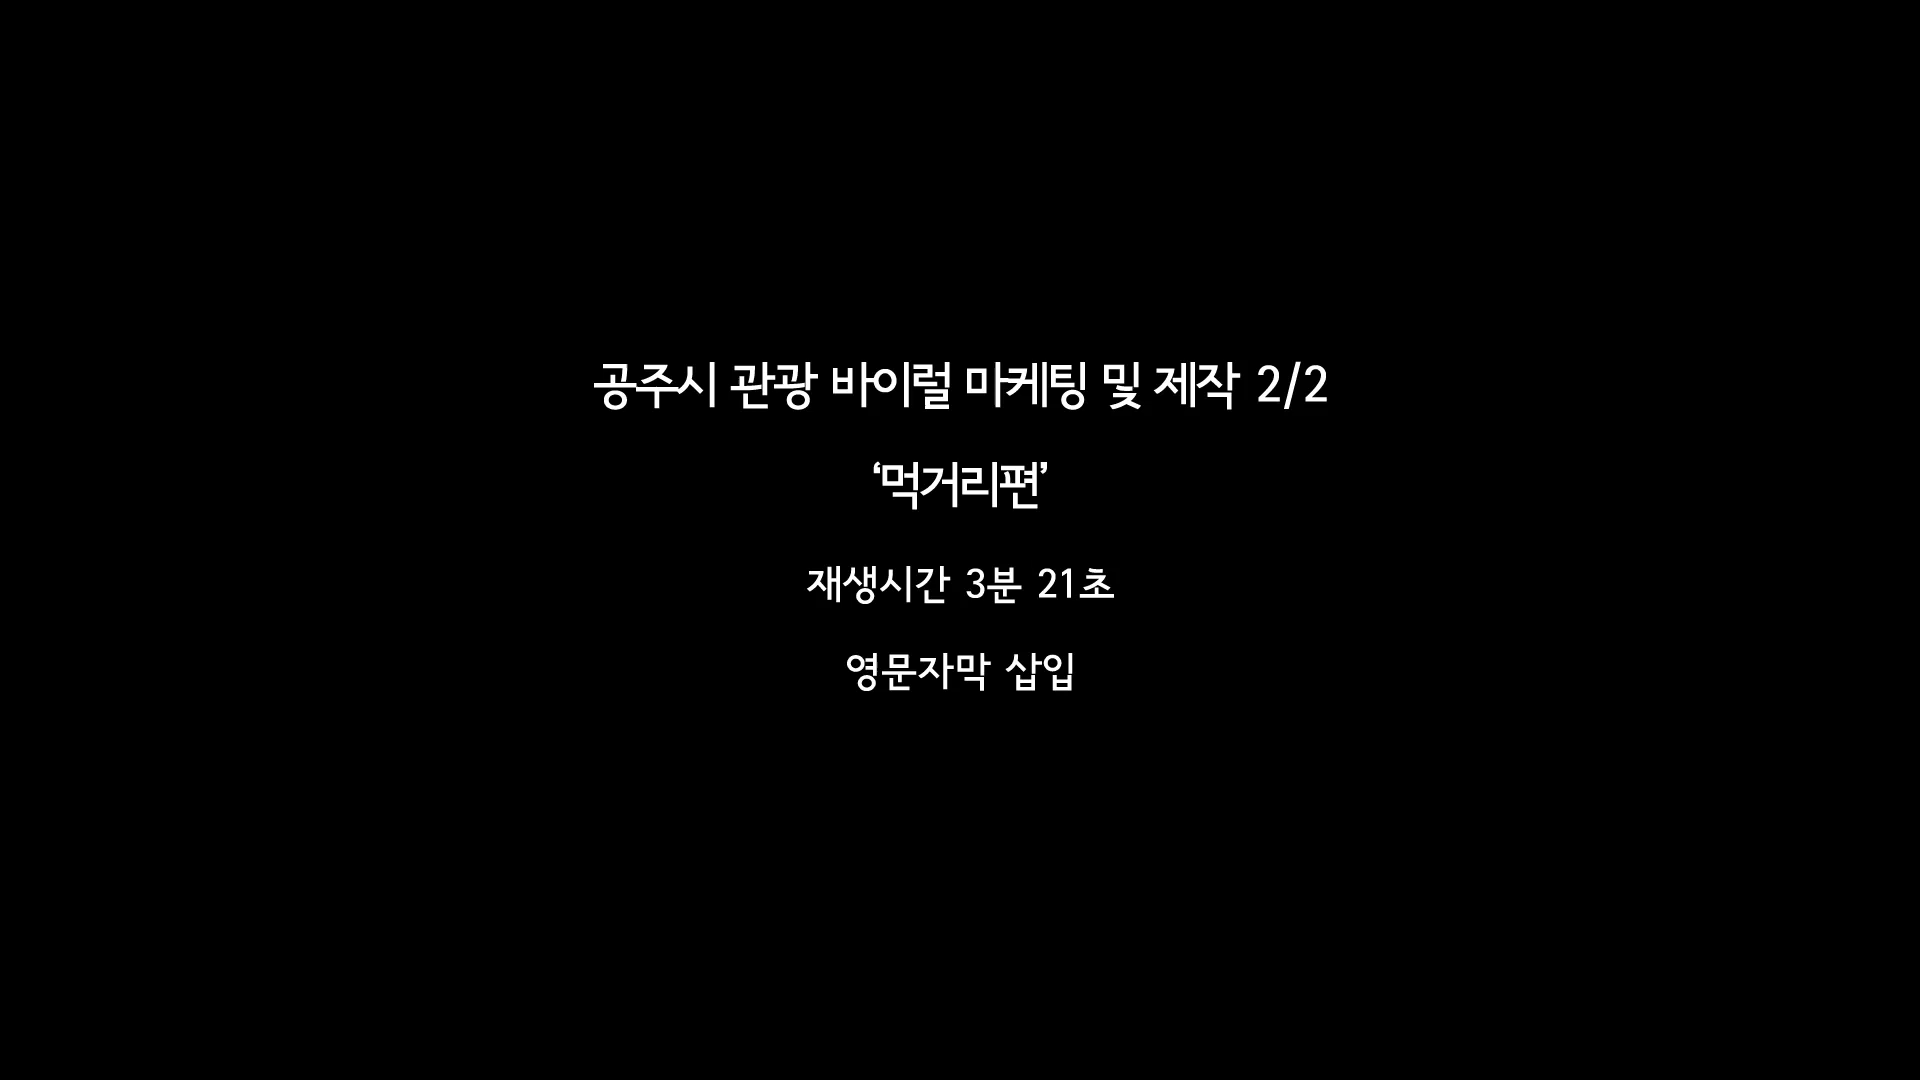 공주시 관광 바이럴 마케팅 및 제작 2/2
‘먹거리편’
재생시간 3분 21초
영문자막 삽입